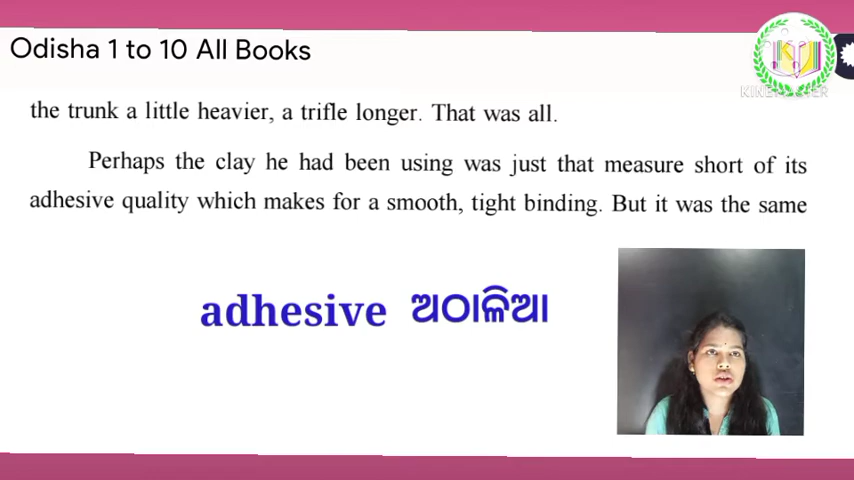 Odisha 1 to 10 All Books
KINEMASTER
the trunk a little heavier, a trifle longer. That was all.
Perhaps the clay he had been using was just that measure short of its
adhesive quality which makes for a smooth, tight binding. But it was the same
adhesive ଅଠାଳିଆ